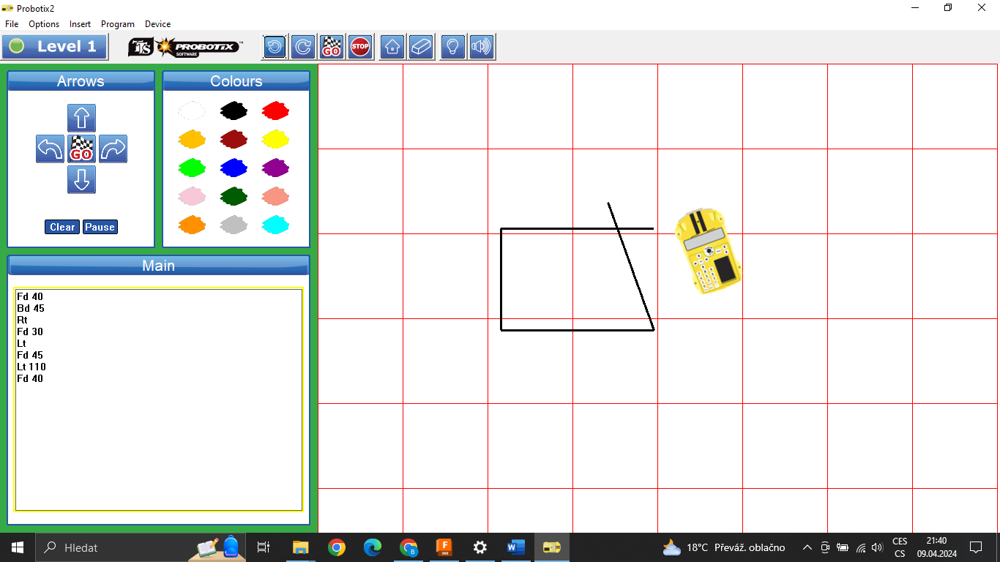 Probotix2
File Options Insert Program Device
Level 1
TTS PROBOTIX™
SOFTWARE
GO
STOP
Arrows
Colours
GO
Clear Pause
Main
Fd 40
Bd 45
Rt
Fd 30
Lt
Fd 45
Lt 110
Fd 40
Hledat
B
F
360
W
18°C Převáž. oblačno
CES
CS
21:40
09.04.2024